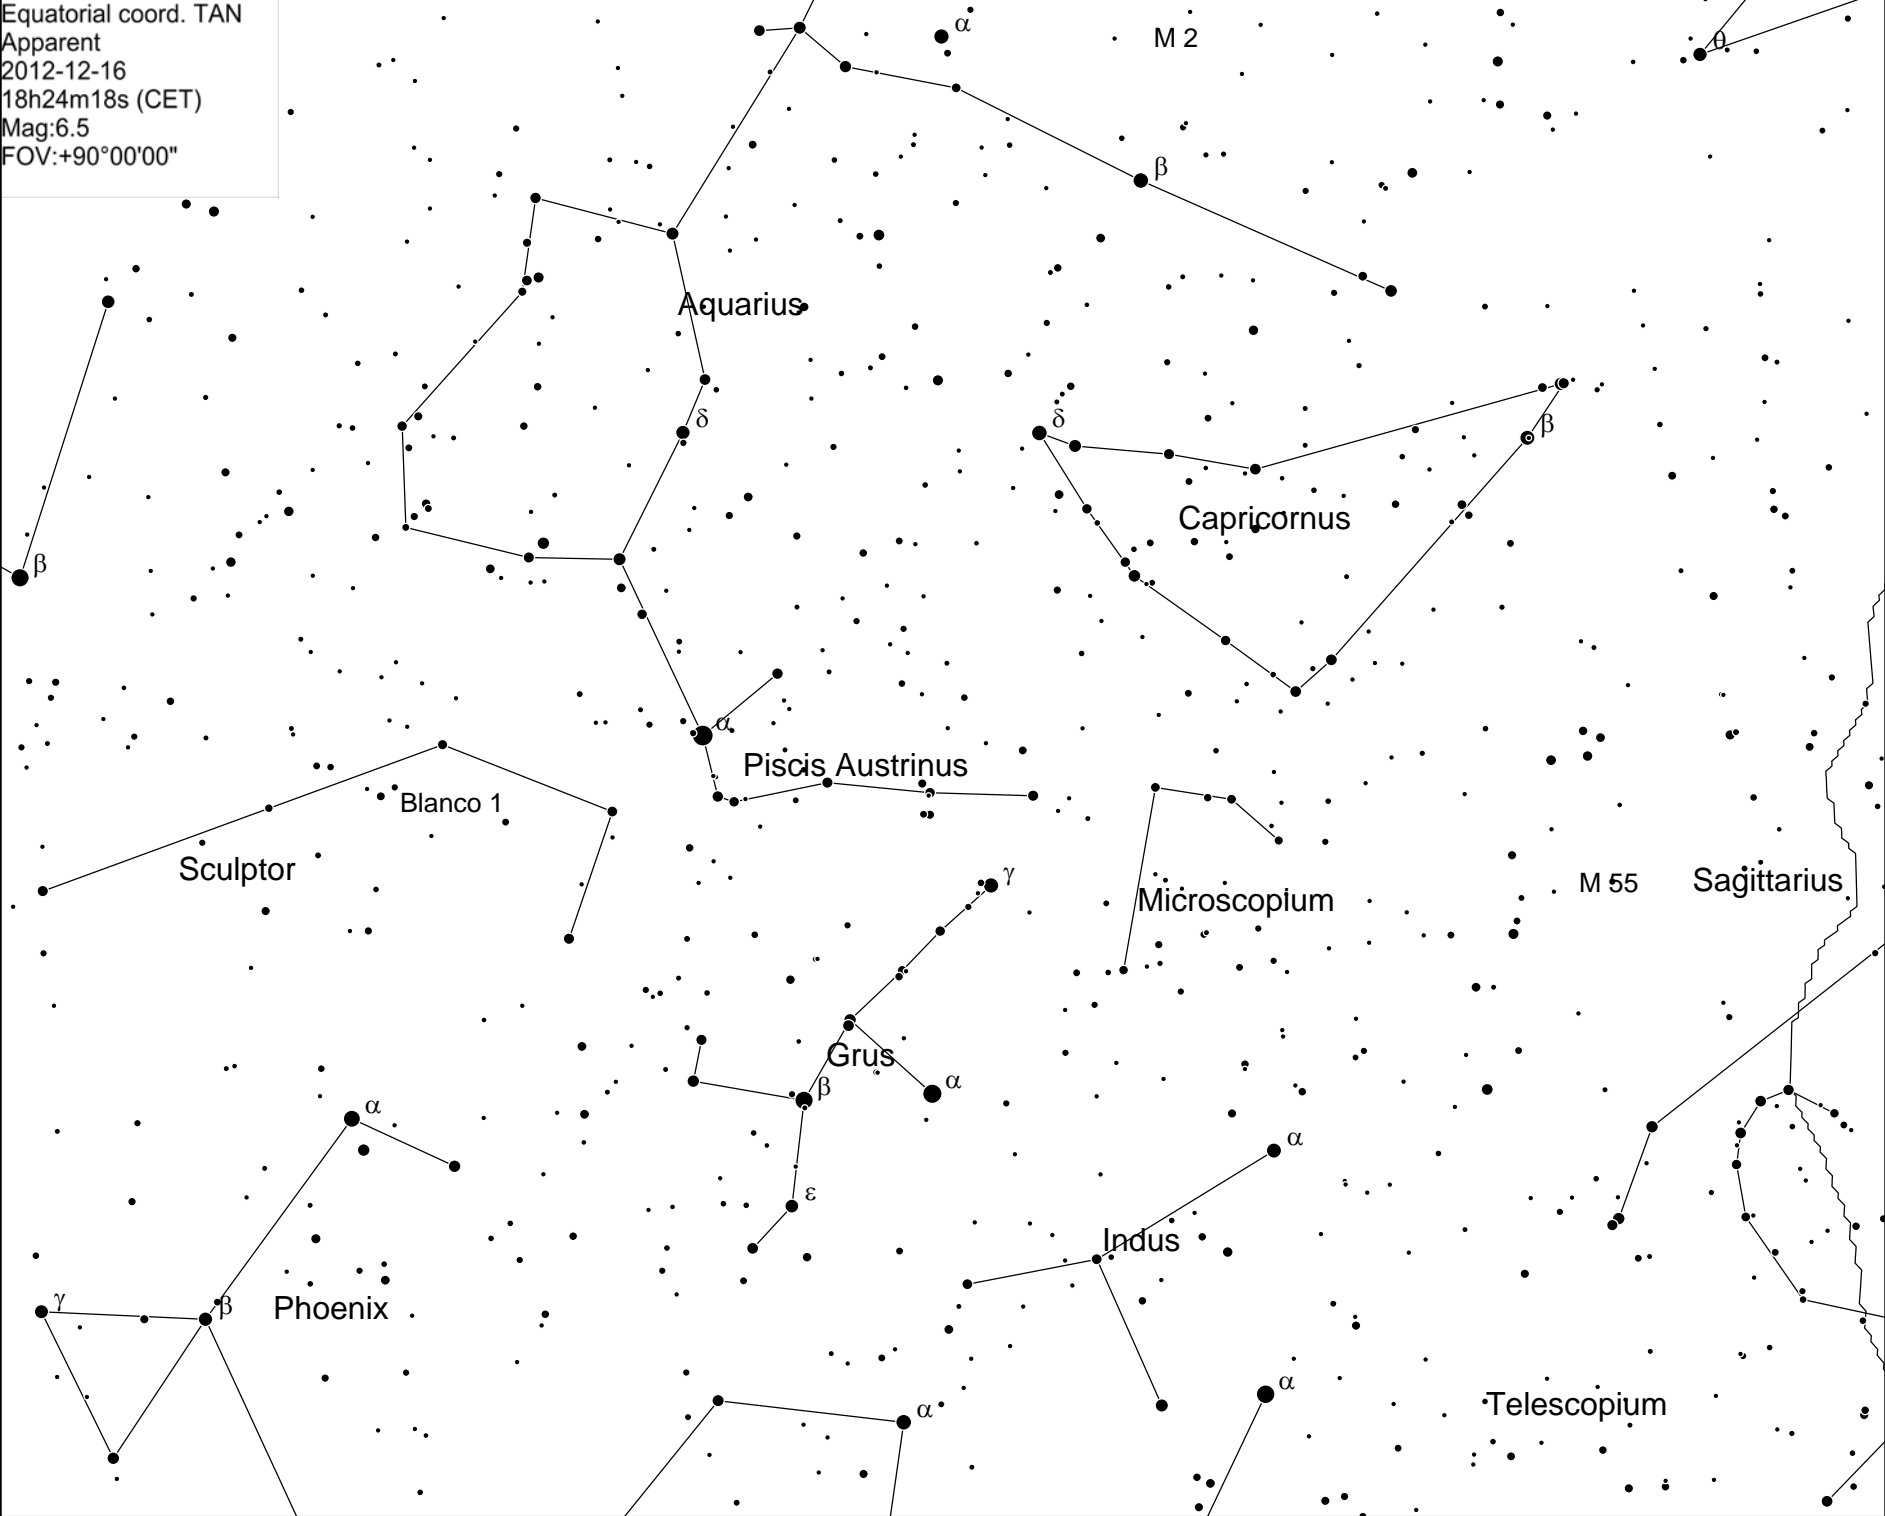 Equatorial coord. TAN
Apparent
2012-12-16
18h24m18s (CET)
Mag:6.5
FOV:+90°00'00"
α
M 2
θ
β
Aquarius
δ
δ
β
Capricornus
β
α
Piscis Austrinus
Blanco 1
Sculptor
γ
Microscopium
M 55
Sagittarius
Grus
β
α
α
α
ε
Indus
γ
β
Phoenix
α
α
Telescopium